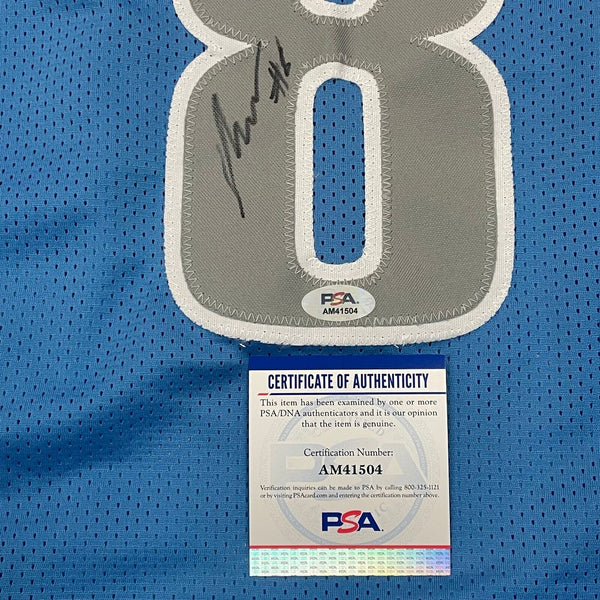 8
PSA
AM41504
CERTIFICATE OF AUTHENTICITY
This item has been examined by one or more
PSA/DNA authenticators and it is our opinion
that the item is genuine.
Certification Number:
AM41504
Verification inquiries can be made to PSA by calling 800-325-1121
or by visiting PSAcard.com and entering the certification number above.
PSA